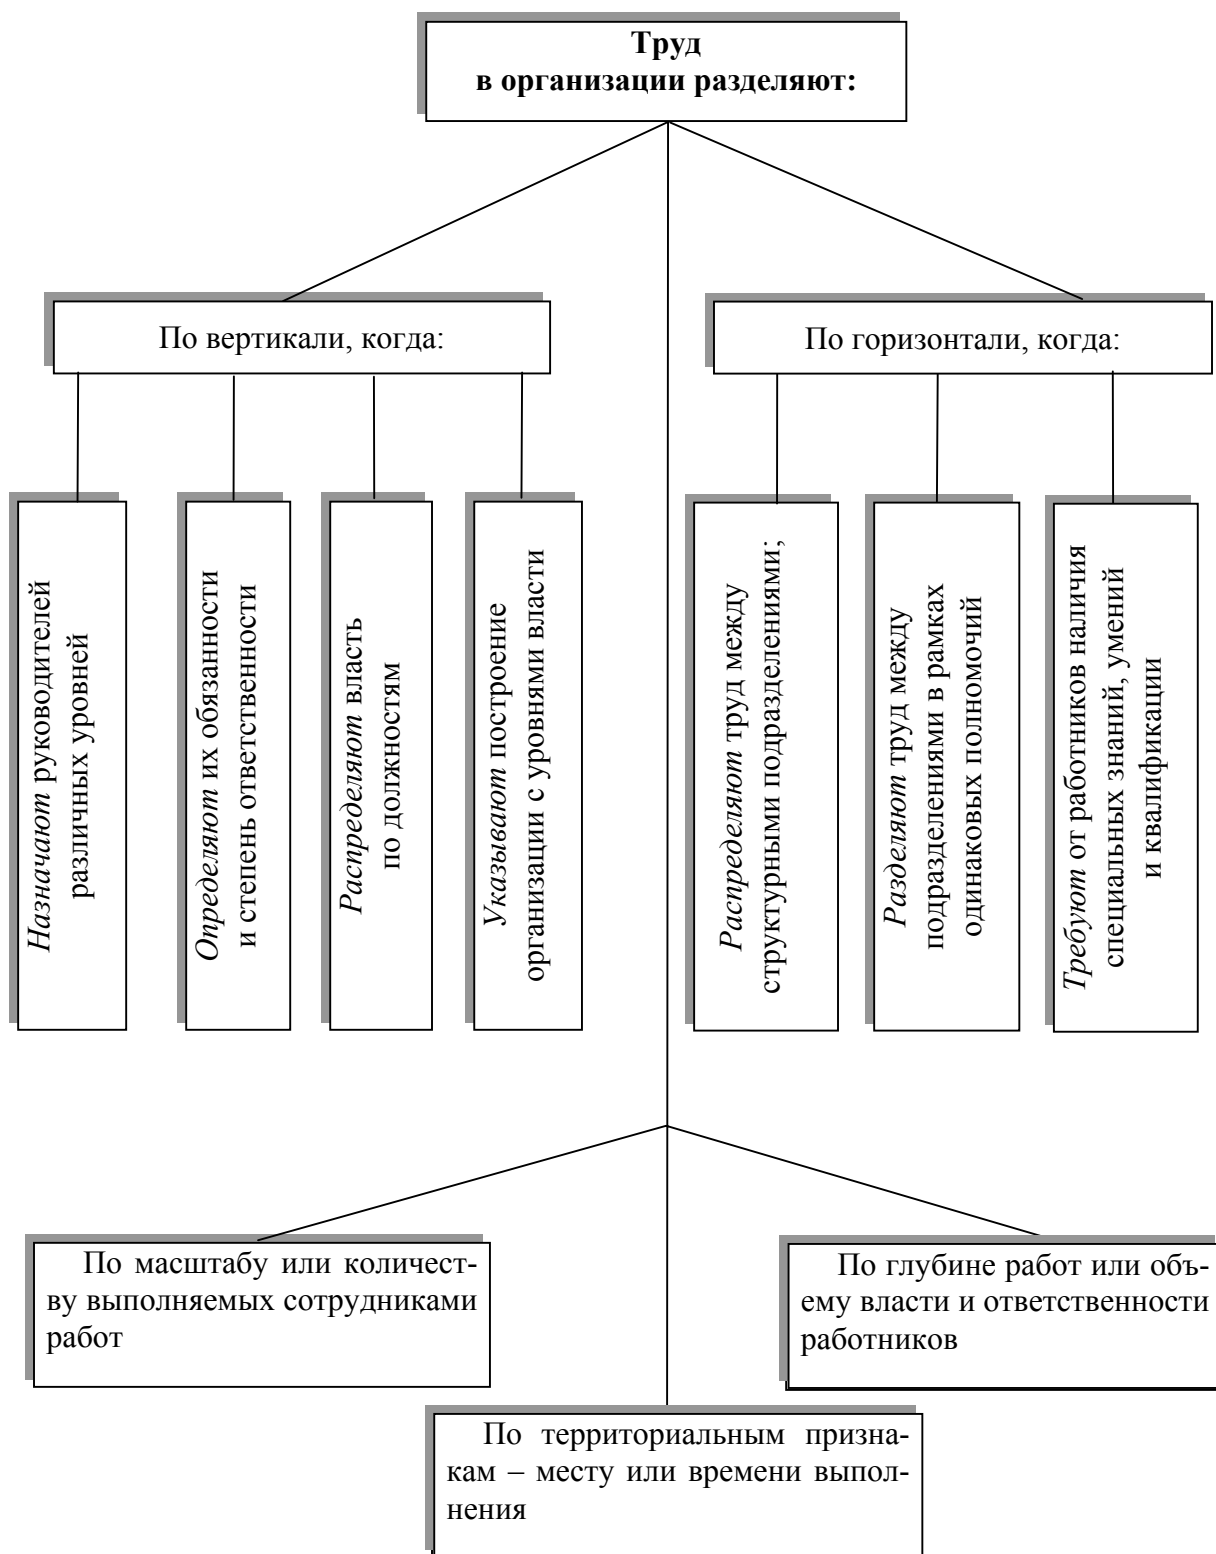 Труд
в организации разделяют:
По вертикали, когда:
По горизонтали, когда:
Назначают руководителей
различных уровней
Определяют их обязанности
и степень ответственности
Распределяют власть
по должностям
Указывают построение
организации с уровнями власти
Распределяют труд между
структурными подразделениями;
Разделяют труд между
подразделениями в рамках
одинаковых полномочий
Требуют от работников наличия
специальных знаний, умений
и квалификации
По масштабу или количест-
ву выполняемых сотрудниками
работ
По глубине работ или объ-
ему власти и ответственности
работников
По территориальным призна-
кам – месту или времени выпол-
нения